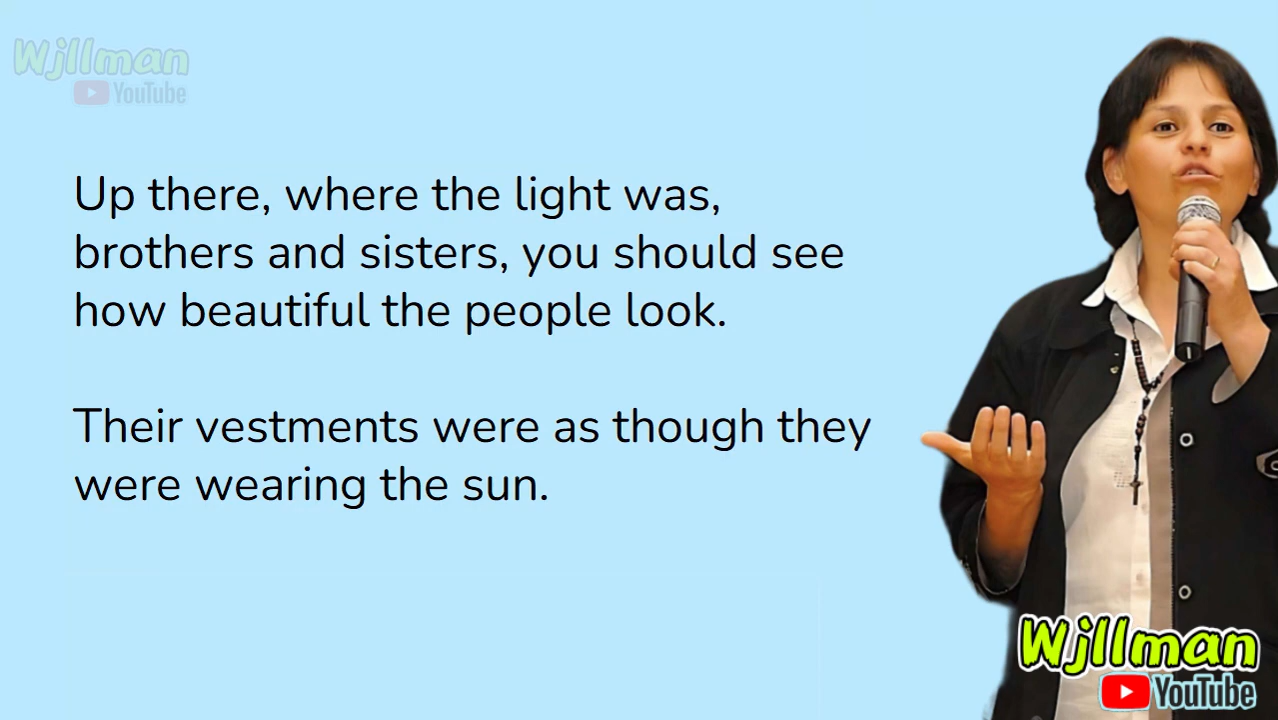 Wjllman
YouTube
Up there, where the light was,
brothers and sisters, you should see
how beautiful the people look.
Their vestments were as though they
were wearing the sun.
Wjllman
YouTube